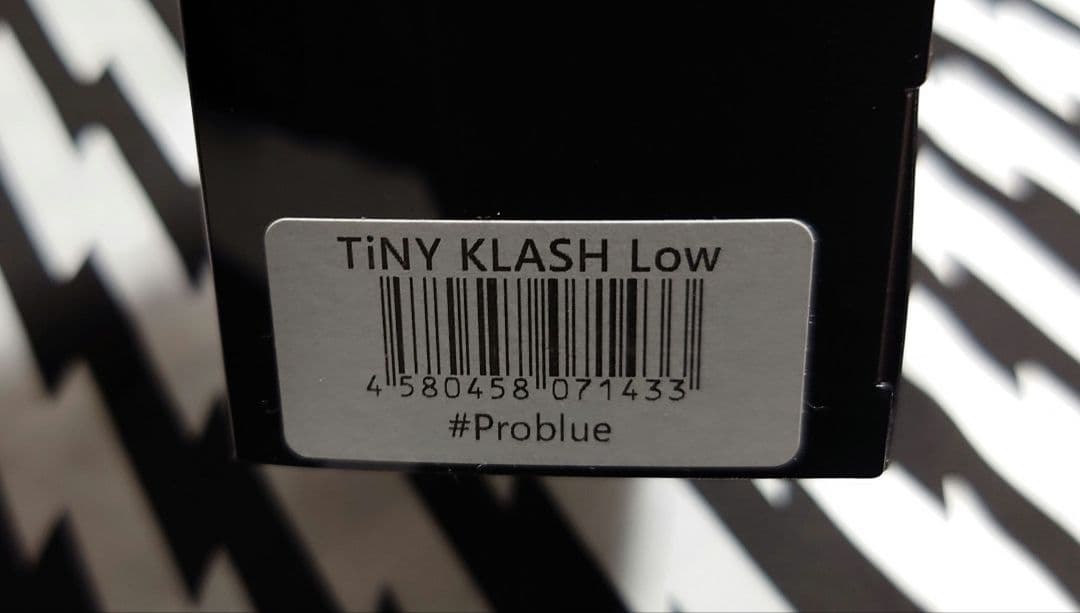 TiNY KLASH Low
4 580458 071433
#Problue